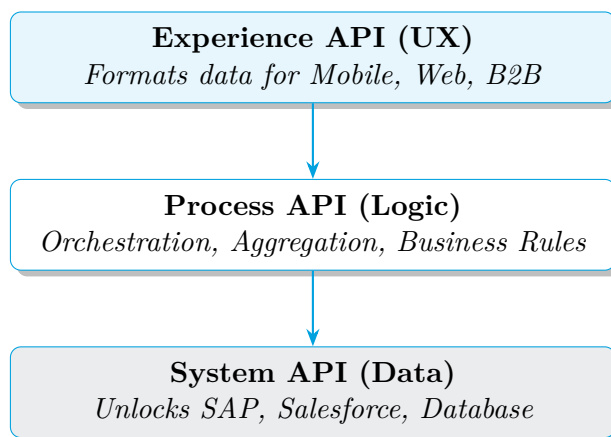 Experience API (UX)
Formats data for Mobile, Web, B2B
Process API (Logic)
Orchestration, Aggregation, Business Rules
System API (Data)
Unlocks SAP, Salesforce, Database